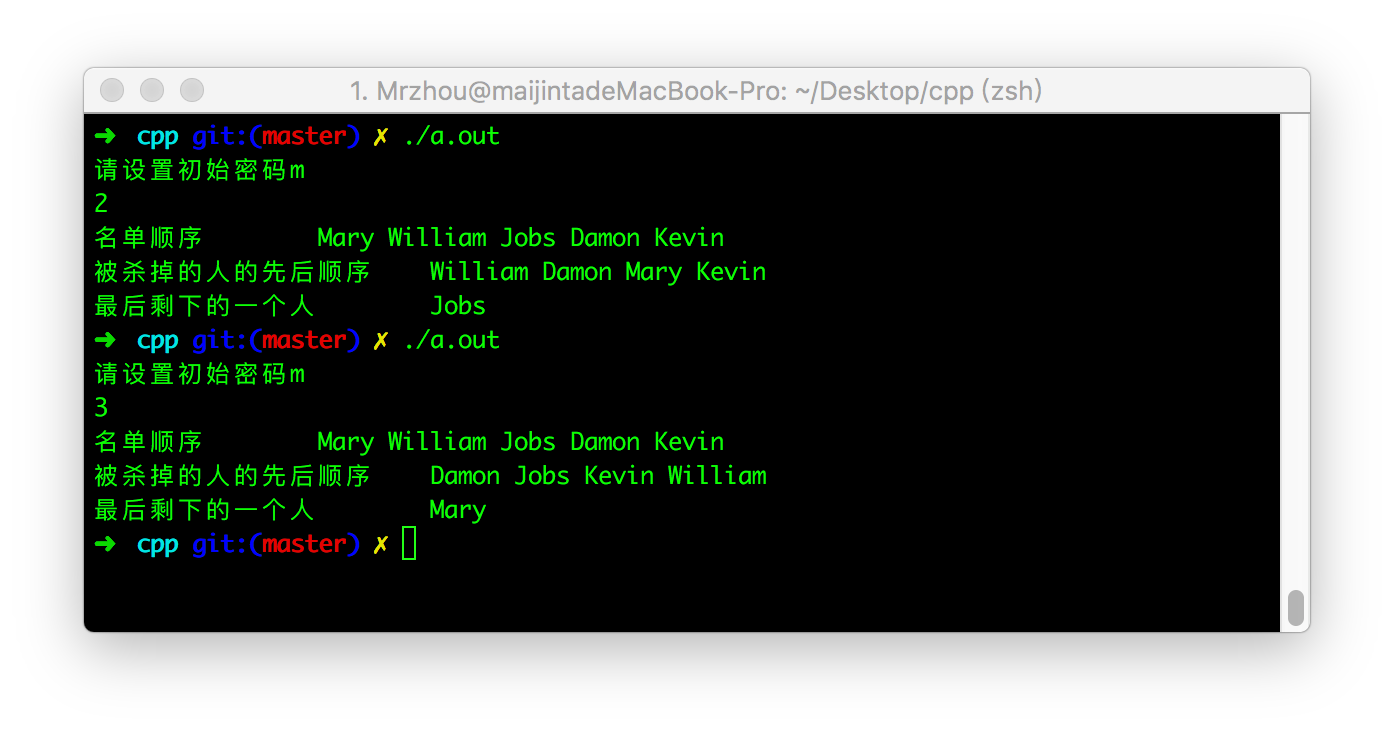 1. Mrzhou@maijintadeMacBook-Pro: ~/Desktop/cpp (zsh)
➜ cpp git:(master) ✗ ./a.out
请设置初始密码m
2
名单顺序 Mary William Jobs Damon Kevin
被杀掉的人的先后顺序 William Damon Mary Kevin
最后剩下的一个人 Jobs
➜ cpp git:(master) ✗ ./a.out
请设置初始密码m
3
名单顺序 Mary William Jobs Damon Kevin
被杀掉的人的先后顺序 Damon Jobs Kevin William
最后剩下的一个人 Mary
➜ cpp git:(master) ✗